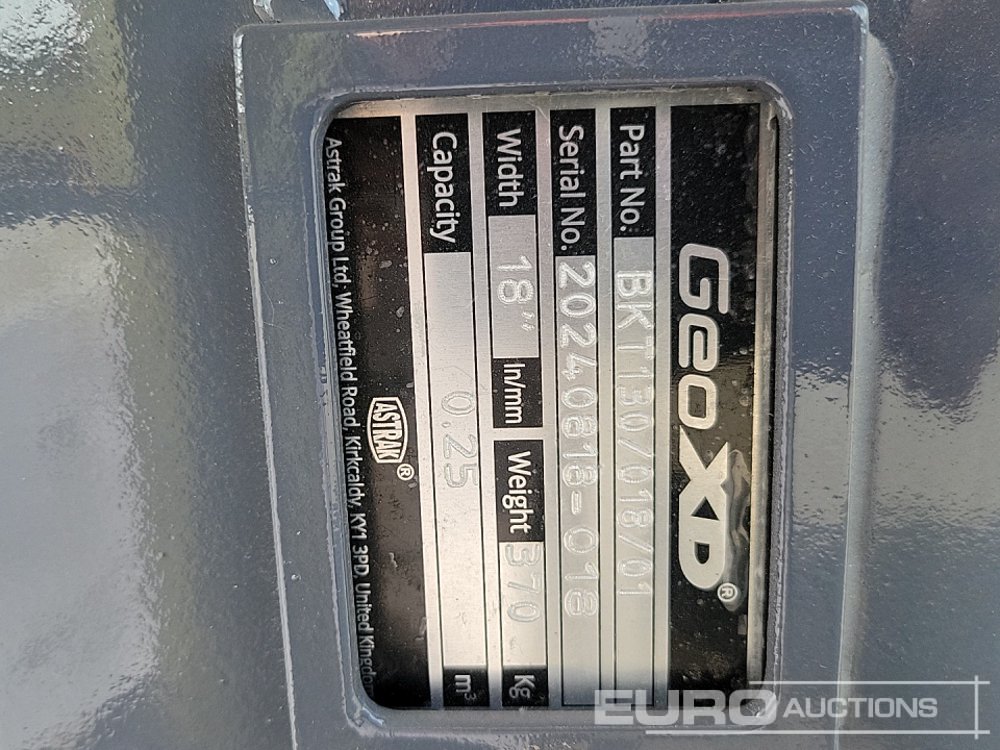 GeoXD®
Part No. BKT130/018/01
Serial No. 20240618-018
Width 18" In/mm Weight 370 Kg
Capacity 0.25 m³
ASTRAK®
Astrak Group Ltd; Wheatfield Road, Kirkcaldy, KY1 3PD, United Kingdom
EURO AUCTIONS